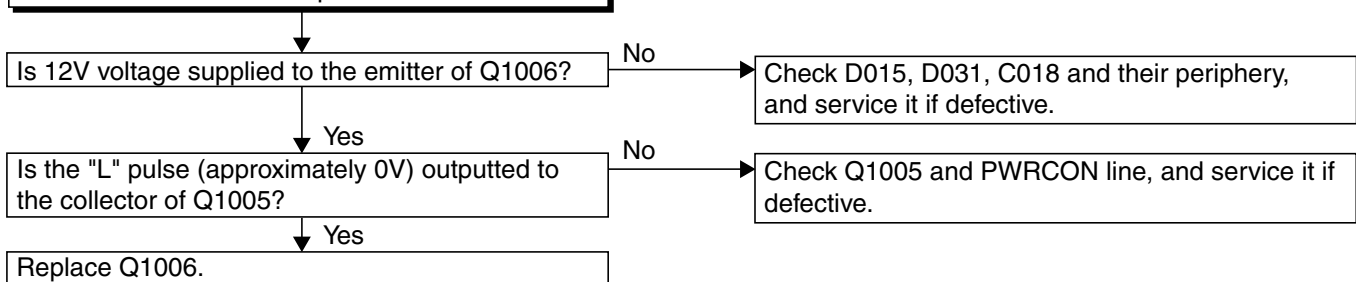 Is 12V voltage supplied to the emitter of Q1006?
No
Check D015, D031, C018 and their periphery,
and service it if defective.
Yes
Is the "L" pulse (approximately 0V) outputted to
the collector of Q1005?
No
Check Q1005 and PWRCON line, and service it if
defective.
Yes
Replace Q1006.